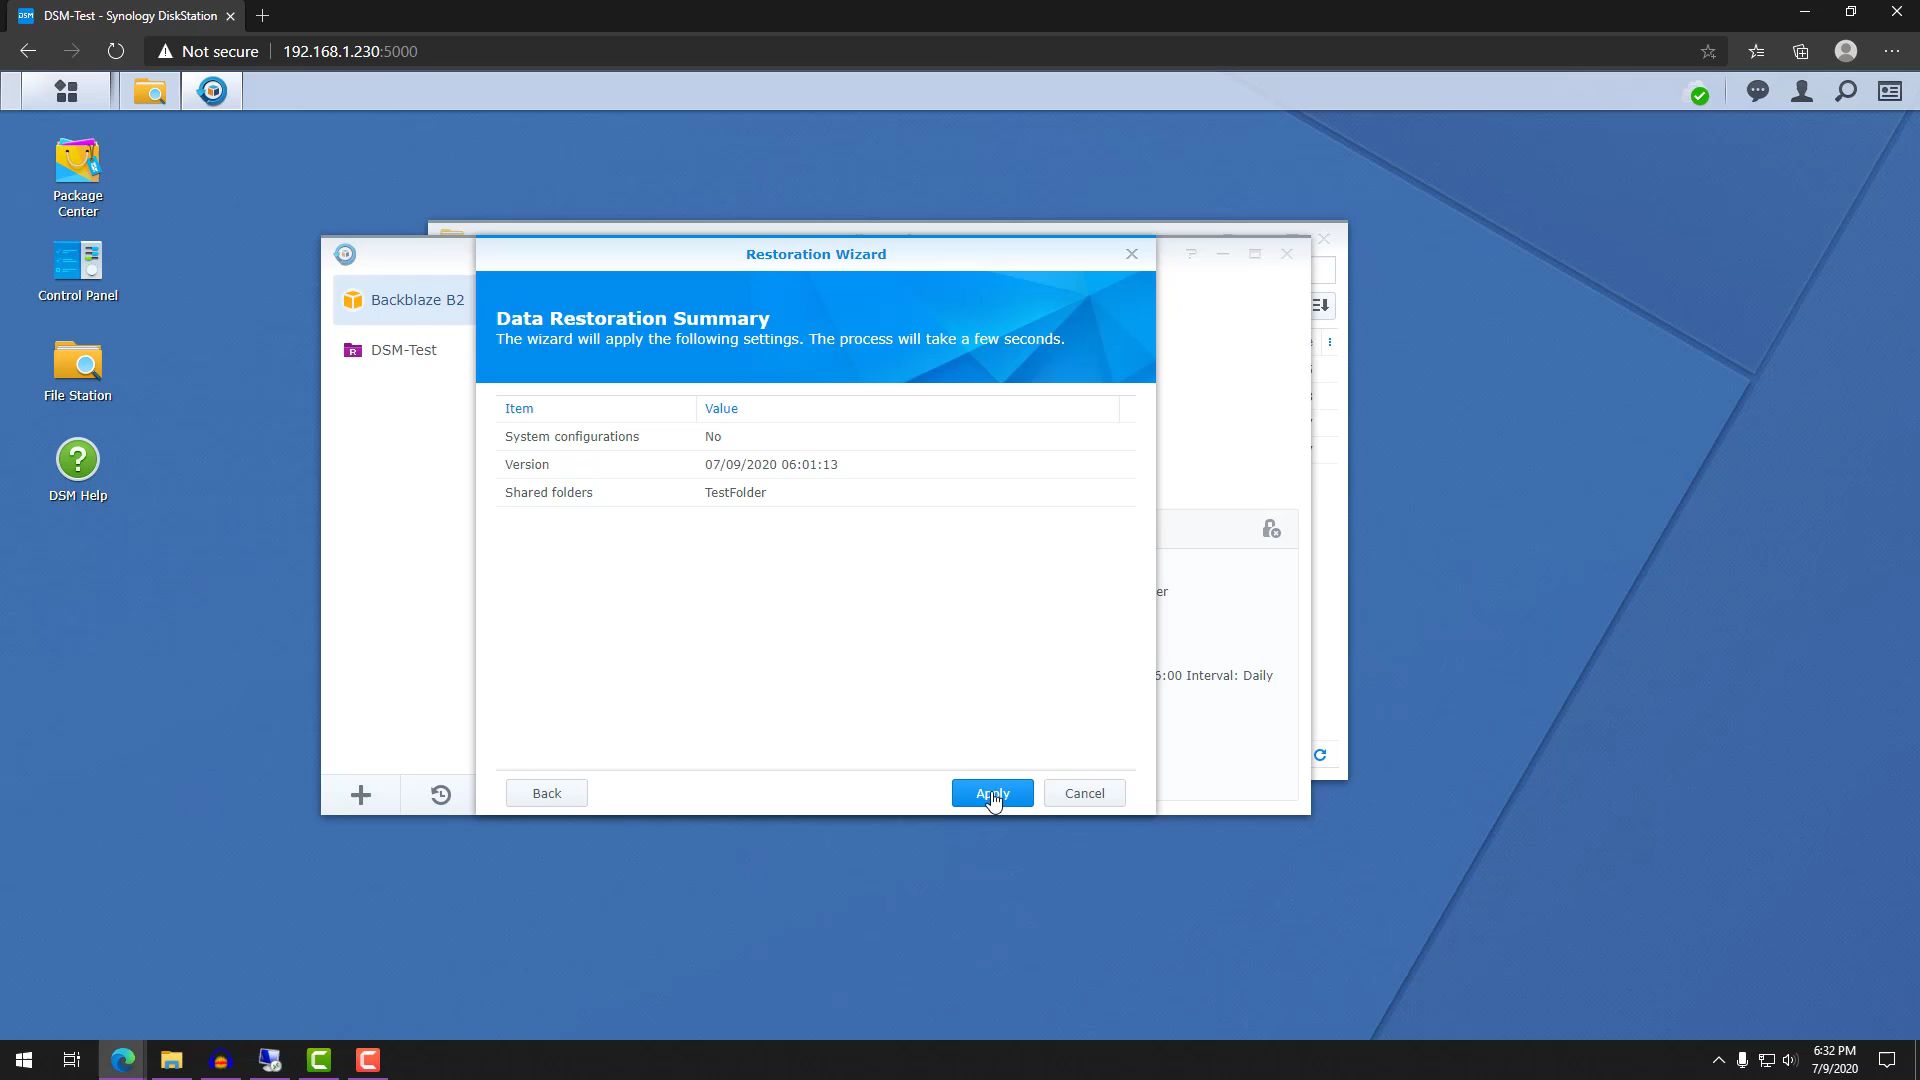 DSM
DSM-Test - Synology DiskStation
Not secure
192.168.1.230:5000
Package
Center
Control Panel
File Station
DSM Help
Backblaze B2
R
DSM-Test
Restoration Wizard
Data Restoration Summary
The wizard will apply the following settings. The process will take a few seconds.
Item
Value
System configurations
No
Version
07/09/2020 06:01:13
Shared folders
TestFolder
er
6:00 Interval: Daily
Back
Apply
Cancel
6:32 PM
7/9/2020